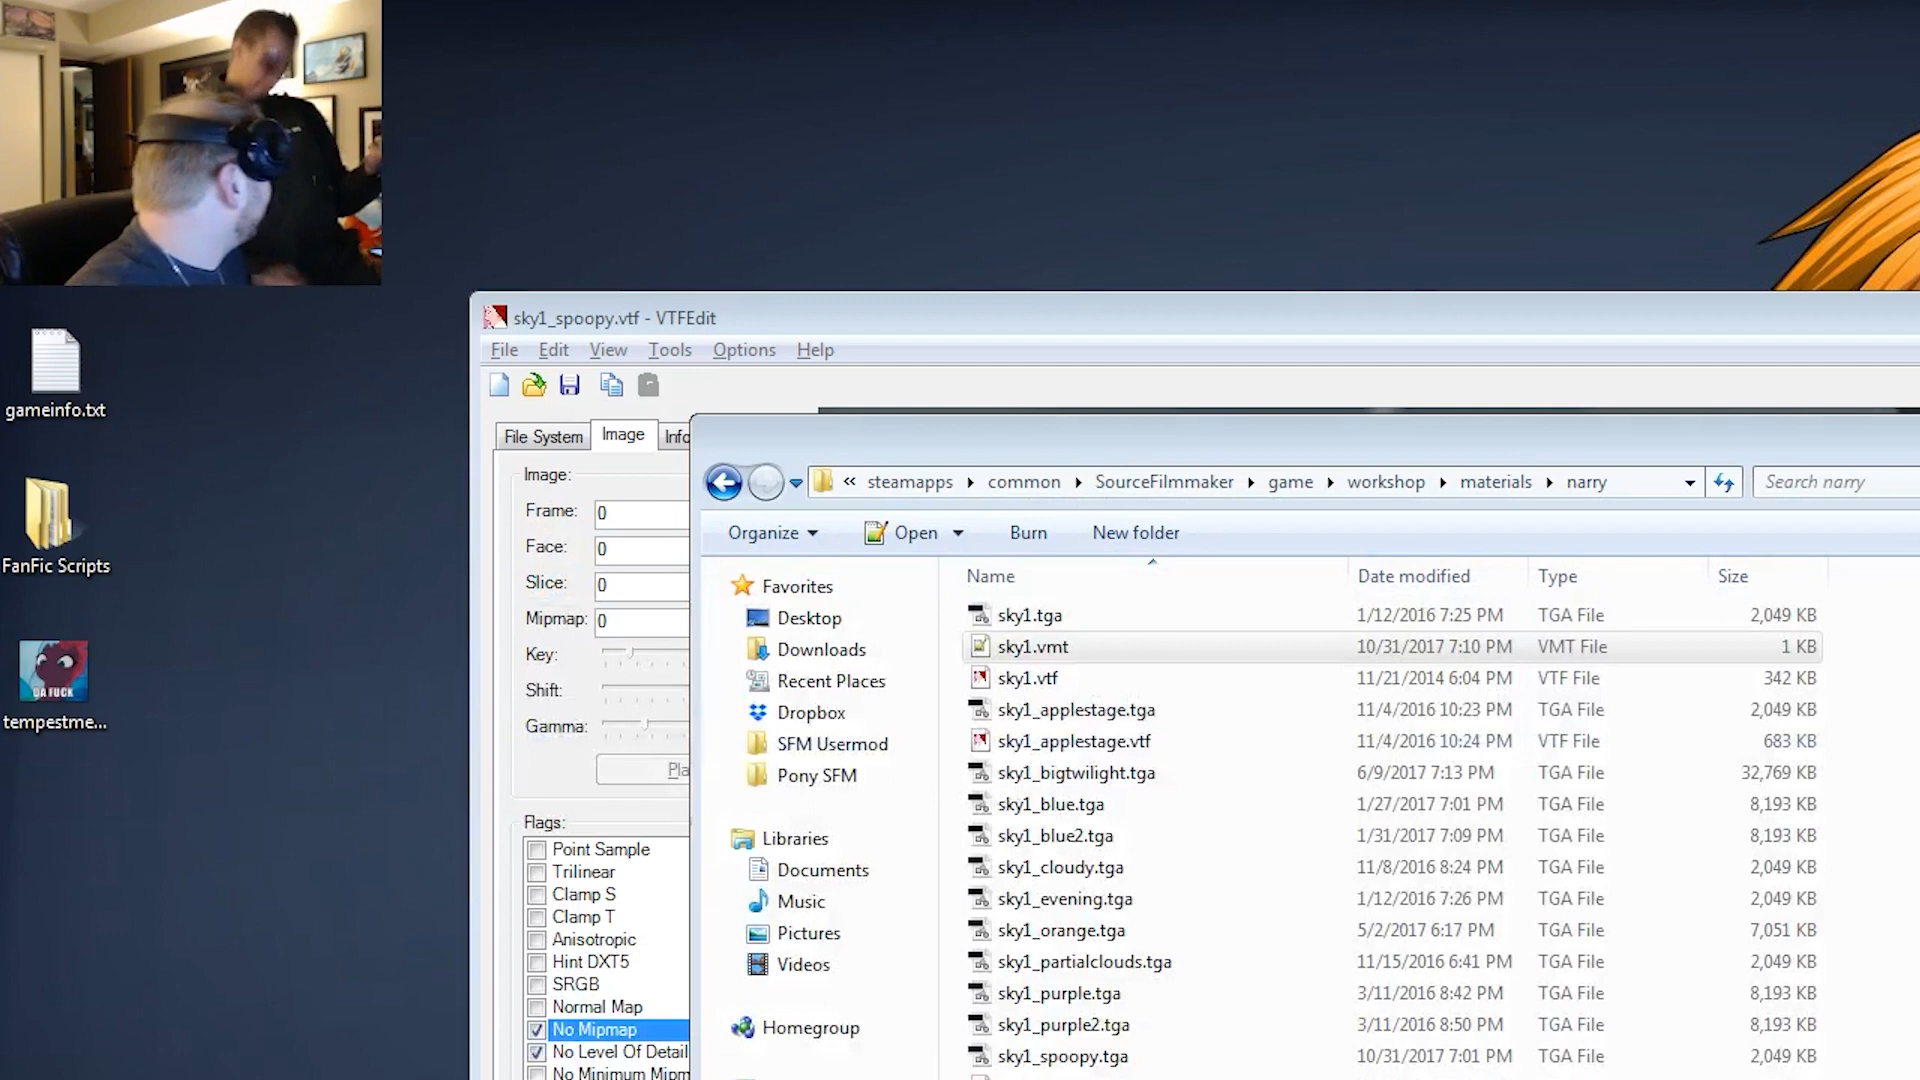 gameinfo.txt
FanFic Scripts
DA FUCK
tempestme...
sky1_spoopy.vtf - VTFEdit
File Edit View Tools Options Help
File System Image Info
Image:
Frame: 0
Face: 0
Slice: 0
Mipmap: 0
Key:
Shift:
Gamma:
Pla
Flags:
Point Sample
Trilinear
Clamp S
Clamp T
Anisotropic
Hint DXT5
SRGB
Normal Map
No Mipmap
No Level Of Detail
No Minimum Mipm
« steamapps common SourceFilmmaker game workshop materials narry Search narry
Organize Open Burn New folder
Favorites
Desktop
Downloads
Recent Places
Dropbox
SFM Usermod
Pony SFM
Libraries
Documents
Music
Pictures
Videos
Homegroup
Name Date modified Type Size
sky1.tga 1/12/2016 7:25 PM TGA File 2,049 KB
sky1.vmt 10/31/2017 7:10 PM VMT File 1 KB
sky1.vtf 11/21/2014 6:04 PM VTF File 342 KB
sky1_applestage.tga 11/4/2016 10:23 PM TGA File 2,049 KB
sky1_applestage.vtf 11/4/2016 10:24 PM VTF File 683 KB
sky1_bigtwilight.tga 6/9/2017 7:13 PM TGA File 32,769 KB
sky1_blue.tga 1/27/2017 7:01 PM TGA File 8,193 KB
sky1_blue2.tga 1/31/2017 7:09 PM TGA File 8,193 KB
sky1_cloudy.tga 11/8/2016 8:24 PM TGA File 2,049 KB
sky1_evening.tga 1/12/2016 7:26 PM TGA File 2,049 KB
sky1_orange.tga 5/2/2017 6:17 PM TGA File 7,051 KB
sky1_partialclouds.tga 11/15/2016 6:41 PM TGA File 2,049 KB
sky1_purple.tga 3/11/2016 8:42 PM TGA File 8,193 KB
sky1_purple2.tga 3/11/2016 8:50 PM TGA File 8,193 KB
sky1_spoopy.tga 10/31/2017 7:01 PM TGA File 2,049 KB